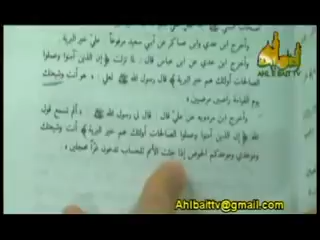 وأخرج ابن عدي وابن عساكر عن أبي سعيد مرفوعاً علي خير البرية
وأخرج ابن عدي عن ابن عباس قال : لما نزلت ﴿ إن الذين آمنوا وعملوا
الصالحات أولئك هم خير البرية ﴾ قال رسول الله ﷺ لعلي : هو أنت وشيعتك
يوم القيامة راضين مرضيين .
وأخرج ابن مردويه عن علي قال : قال لي رسول الله ﷺ : ألم تسمع قول
الله ﴿ إن الذين آمنوا وعملوا الصالحات أولئك هم خير البرية ﴾ أنت وشيعتك
وموعدي وموعدكم الحوض إذا جئت الأمم للحساب تدعون غراً محجلين
AHL BAIT TV
Ahlbaittv@gmail.com